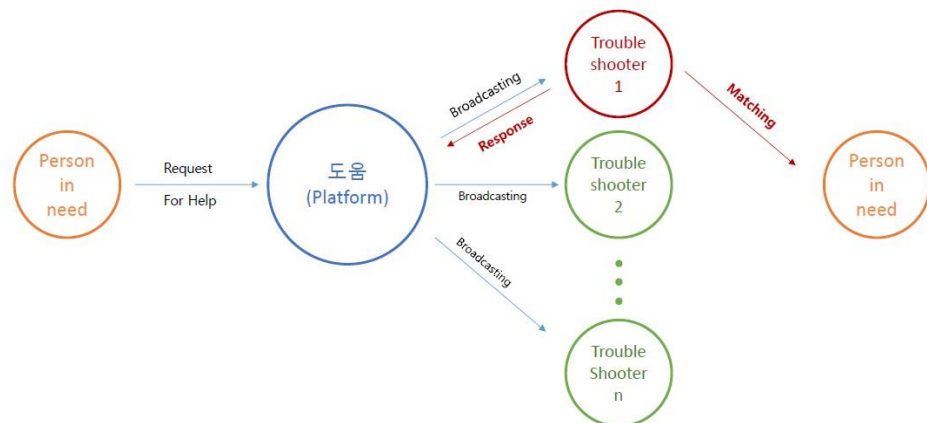 Person
in
need
Request
For Help
도움
(Platform)
Broadcasting
Response
Broadcasting
Broadcasting
Trouble
shooter
1
Trouble
shooter
2
Trouble
Shooter
n
Matching
Person
in
need